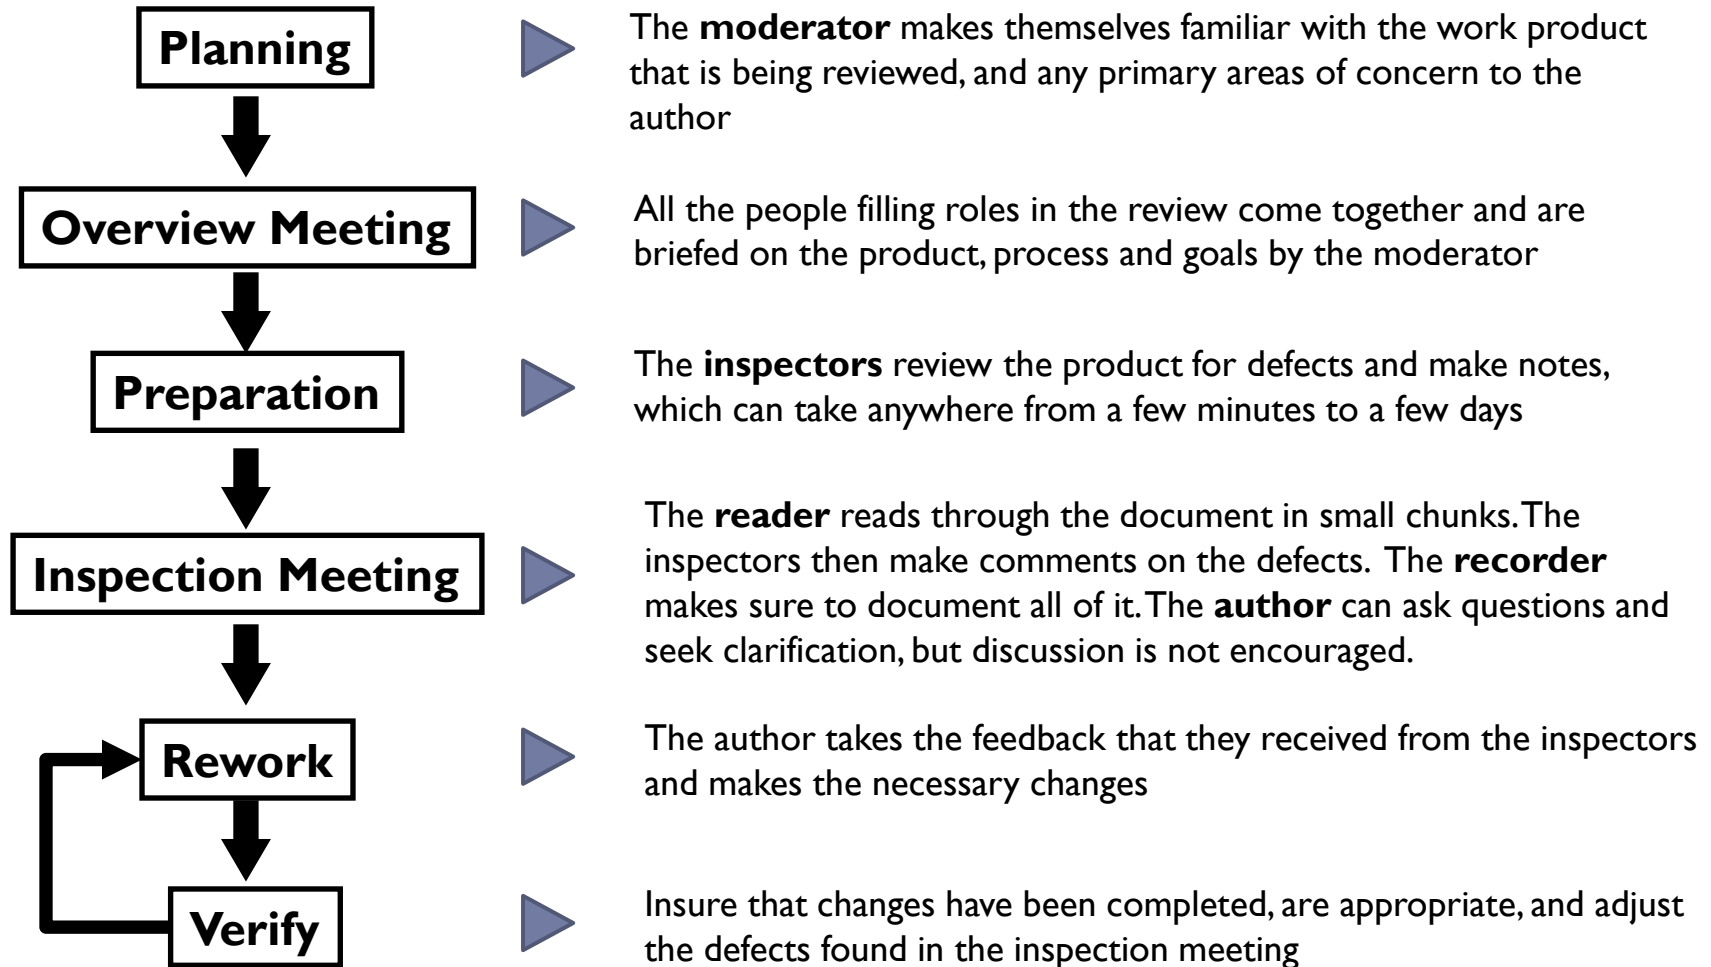 Planning
The moderator makes themselves familiar with the work product
that is being reviewed, and any primary areas of concern to the
author
Overview Meeting
All the people filling roles in the review come together and are
briefed on the product, process and goals by the moderator
Preparation
The inspectors review the product for defects and make notes,
which can take anywhere from a few minutes to a few days
Inspection Meeting
The reader reads through the document in small chunks. The
inspectors then make comments on the defects. The recorder
makes sure to document all of it. The author can ask questions and
seek clarification, but discussion is not encouraged.
Rework
The author takes the feedback that they received from the inspectors
and makes the necessary changes
Verify
Insure that changes have been completed, are appropriate, and adjust
the defects found in the inspection meeting